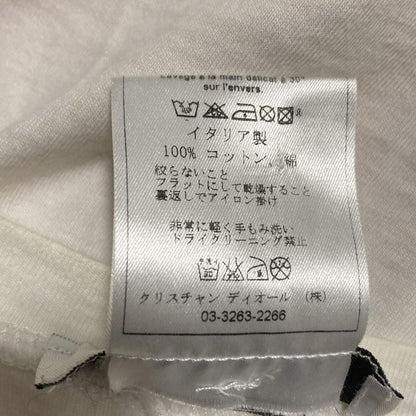 Lavage à la main délicat à 30°
sur l'envers.
イタリア製
100% コットン、綿
絞らないこと
フラットにして乾燥すること
裏返しでアイロン掛け
非常に軽く手もみ洗い
ドライクリーニング禁止
クリスチャン ディオール (株)
03-3263-2266